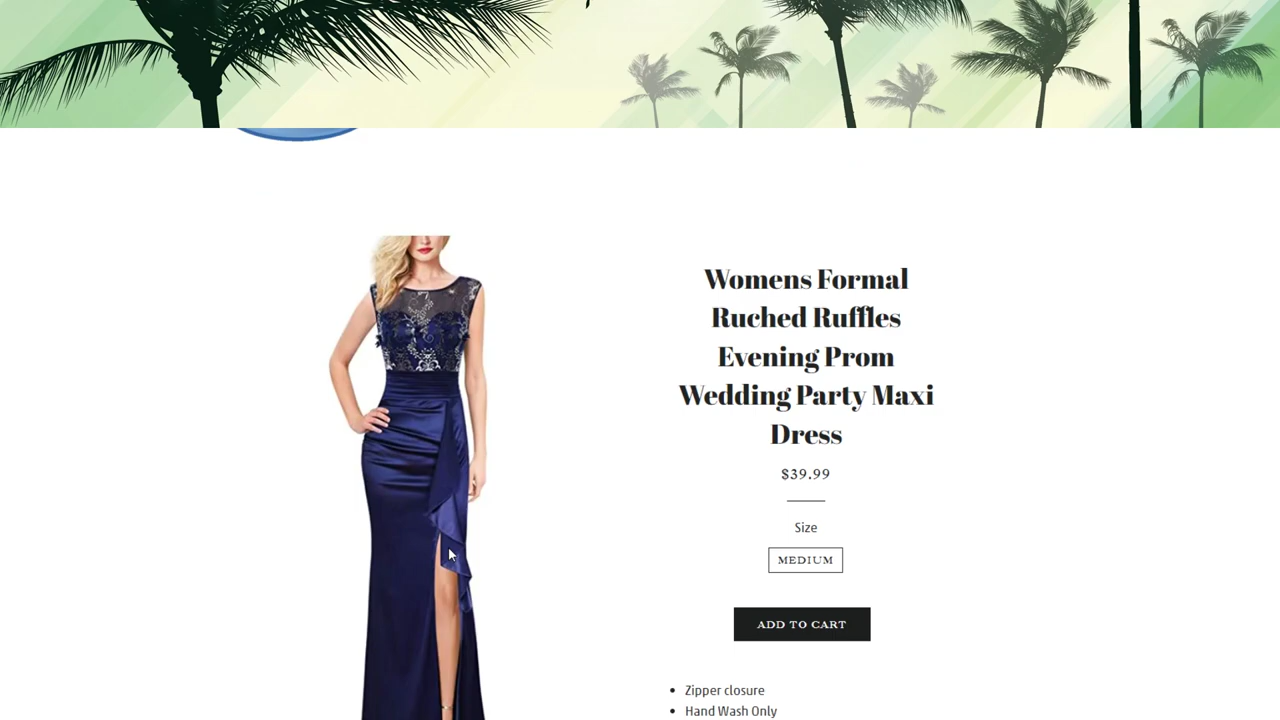 Womens Formal
Ruched Ruffles
Evening Prom
Wedding Party Maxi
Dress
$39.99
Size
MEDIUM
ADD TO CART
Zipper closure
Hand Wash Only